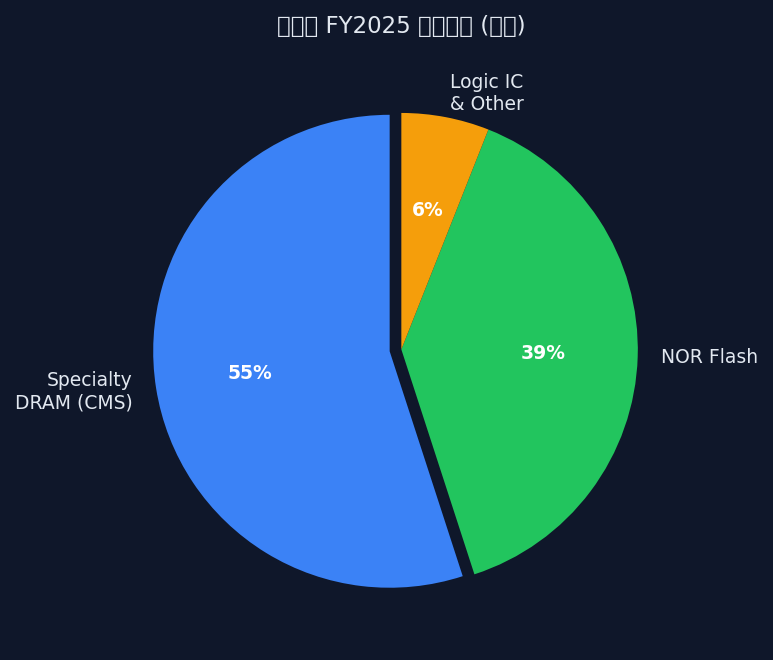 FY2025 ( )
Logic IC
& Other
6%
39%
55%
NOR Flash
Specialty
DRAM (CMS)